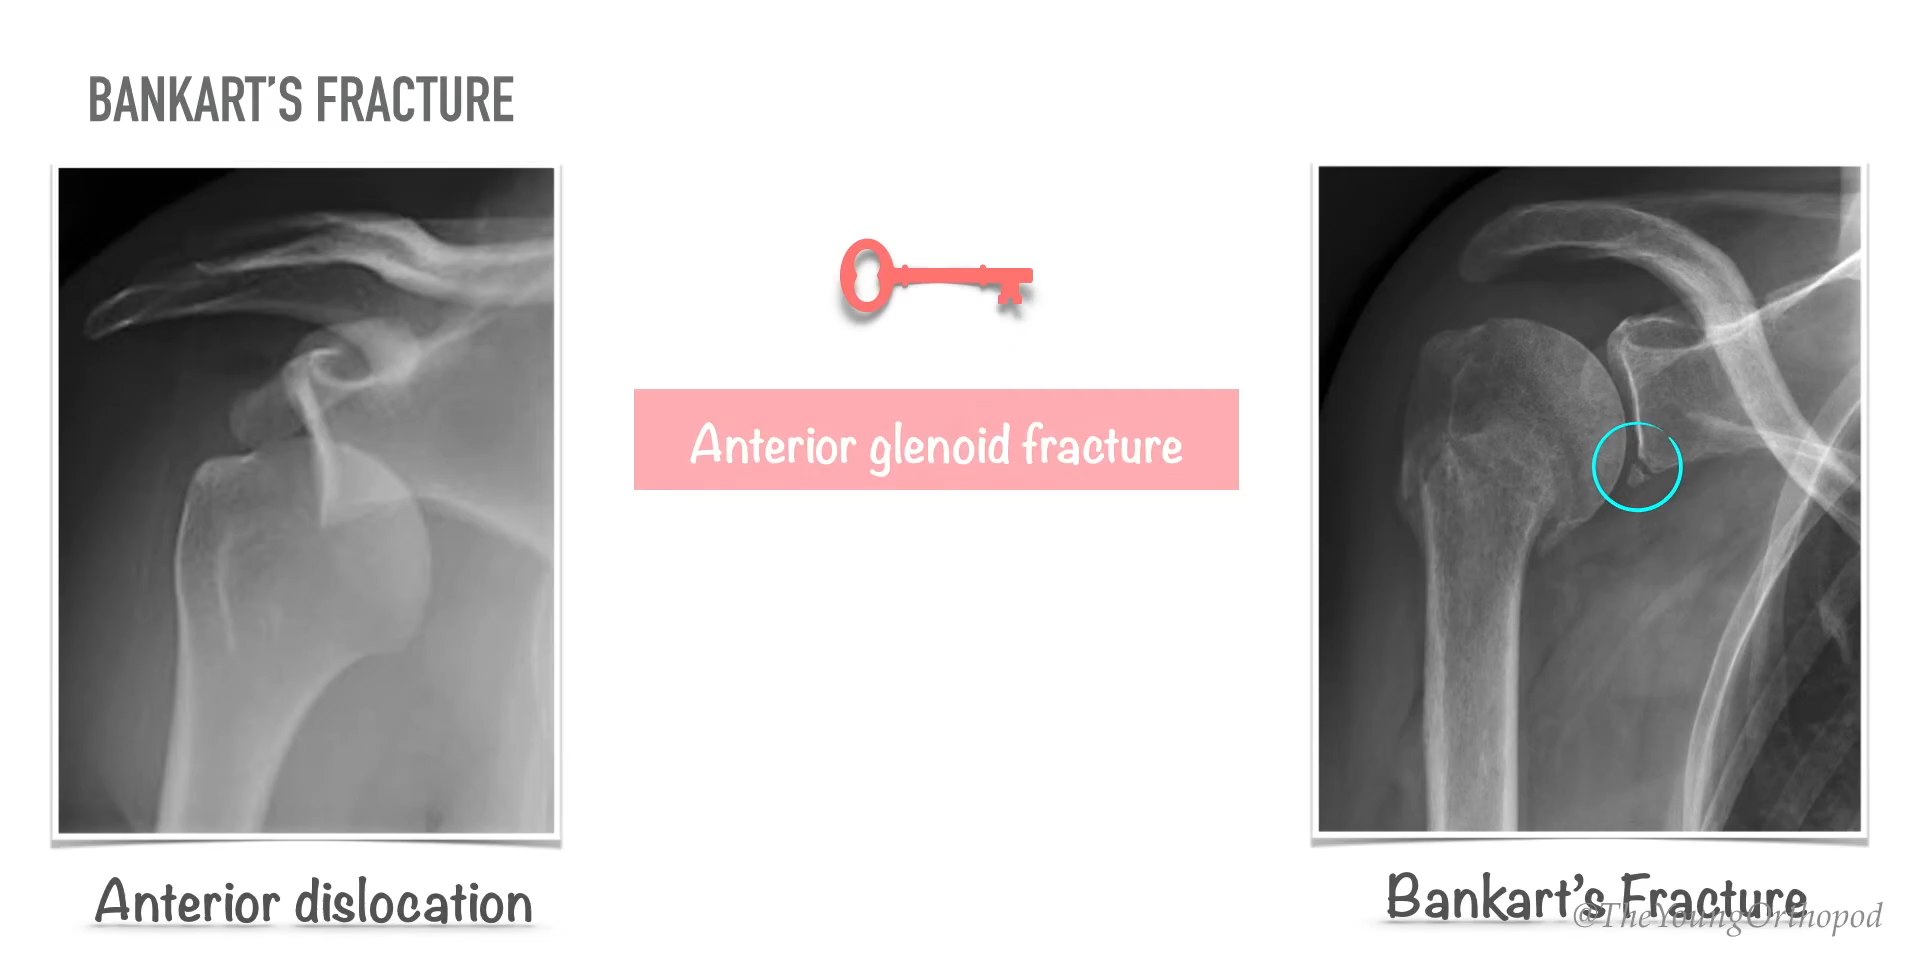 BANKART'S FRACTURE
Anterior glenoid fracture
Anterior dislocation
Bankart's Fracture
@TheYoungOrthopod